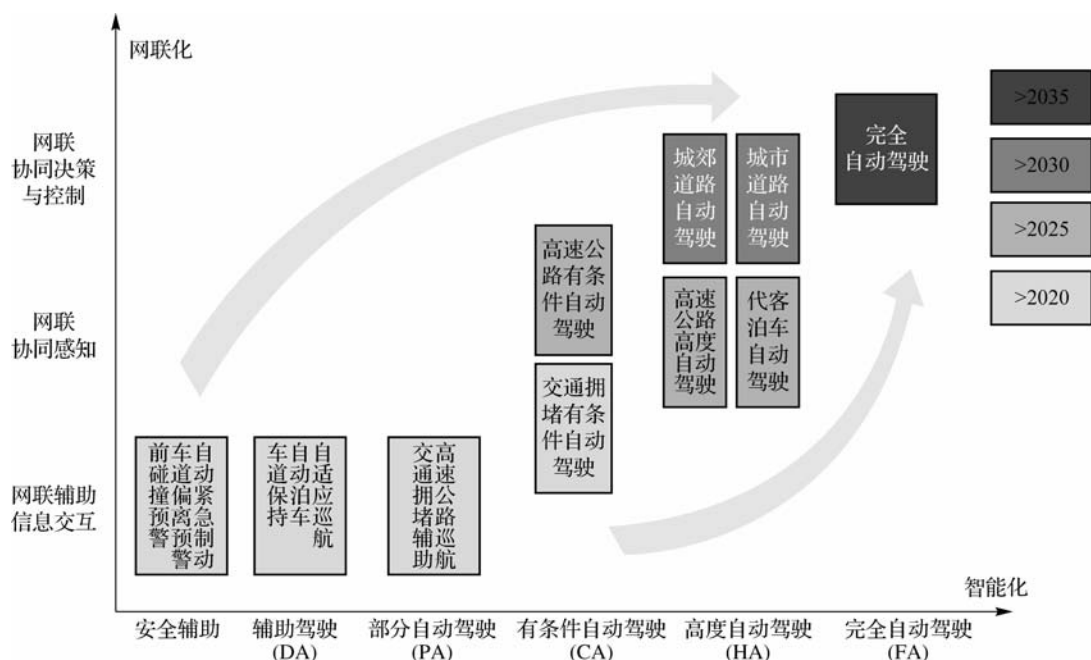 网联化
网联
协同决策
与控制
网联
协同感知
网联辅助
信息交互
前碰撞预警
车道偏离预警
自动紧急制动
车道保持
自动泊车
自适应巡航
交通拥堵辅助
高速公路巡航
高速公
路有条
件自动
驾驶
交通拥
堵有条
件自动
驾驶
城郊
道路
自动
驾驶
城市
道路
自动
驾驶
高速
公路
高度
自动
驾驶
代客
泊车
自动
驾驶
完全
自动驾驶
>2035
>2030
>2025
>2020
智能化
安全辅助
辅助驾驶
(DA)
部分自动驾驶
(PA)
有条件自动驾驶
(CA)
高度自动驾驶
(HA)
完全自动驾驶
(FA)